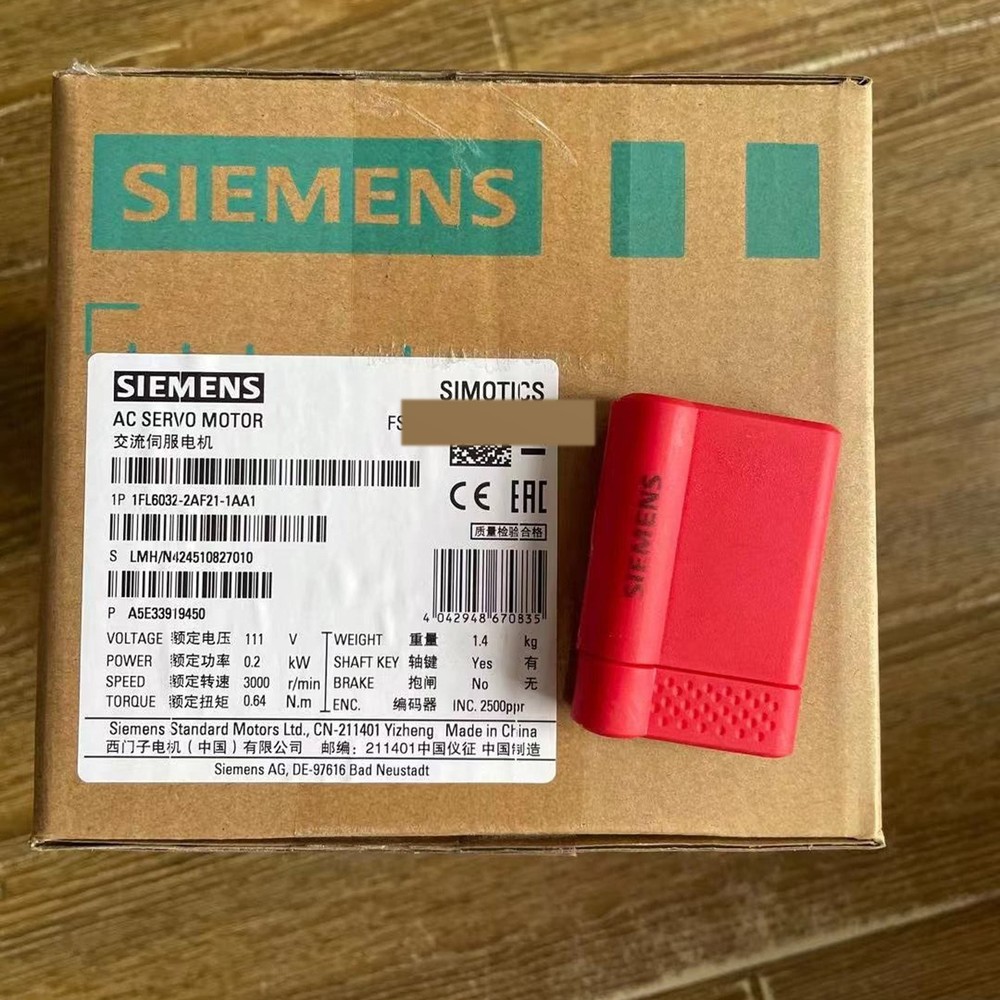 SIEMENS
SIEMENS
SIMOTICS
AC SERVO MOTOR
FS
交流伺服电机
1P 1FL6032-2AF21-1AA1
CE EAC
质量检验合格
S LMH/N424510827010
P A5E33919450
4 042948 670835
VOLTAGE 额定电压 111 V WEIGHT 重量 1.4 kg
POWER 额定功率 0.2 kW SHAFT KEY 轴键 Yes 有
SPEED 额定转速 3000 r/min BRAKE 抱闸 No 无
TORQUE 额定扭矩 0.64 N.m ENC. 编码器 INC. 2500ppr
Siemens Standard Motors Ltd., CN-211401 Yizheng Made in China
西门子电机(中国)有限公司 邮编:211401中国仪征 中国制造
Siemens AG, DE-97616 Bad Neustadt
SIEMENS